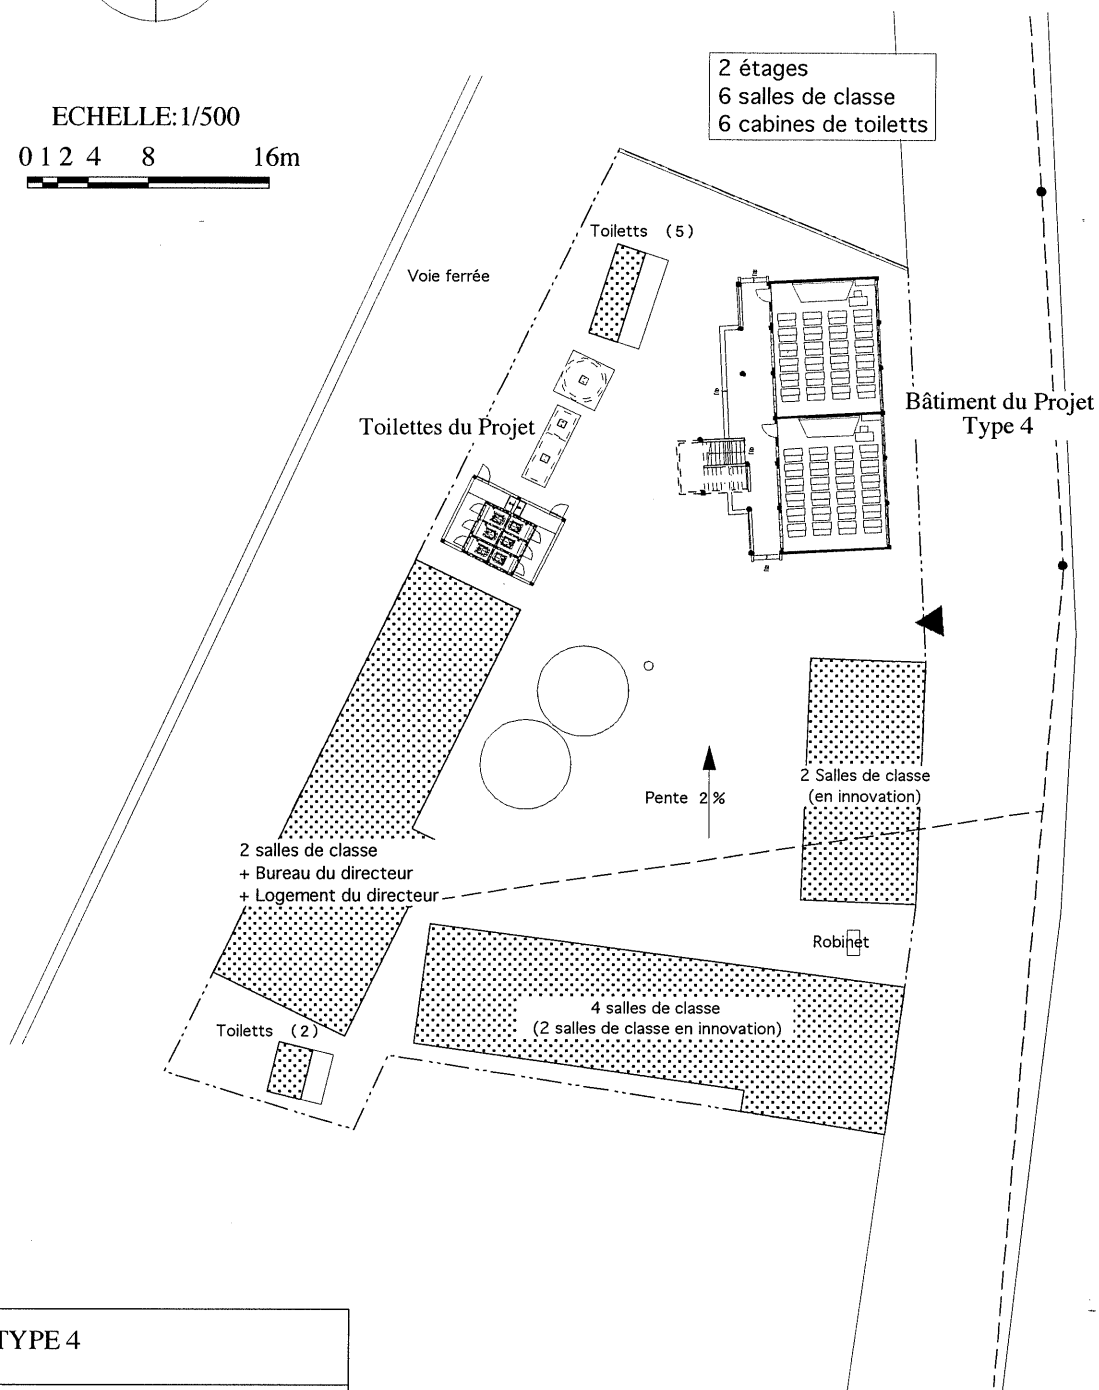 2 étages
6 salles de classe
6 cabines de toiletts
ECHELLE:1/500
0 1 2 4 8 16m
Toiletts (5)
Voie ferrée
Bâtiment du Projet
Type 4
Toilettes du Projet
2 Salles de classe
(en innovation)
Pente 2%
2 salles de classe
+ Bureau du directeur
+ Logement du directeur
Robinet
4 salles de classe
(2 salles de classe en innovation)
Toiletts (2)
TYPE 4